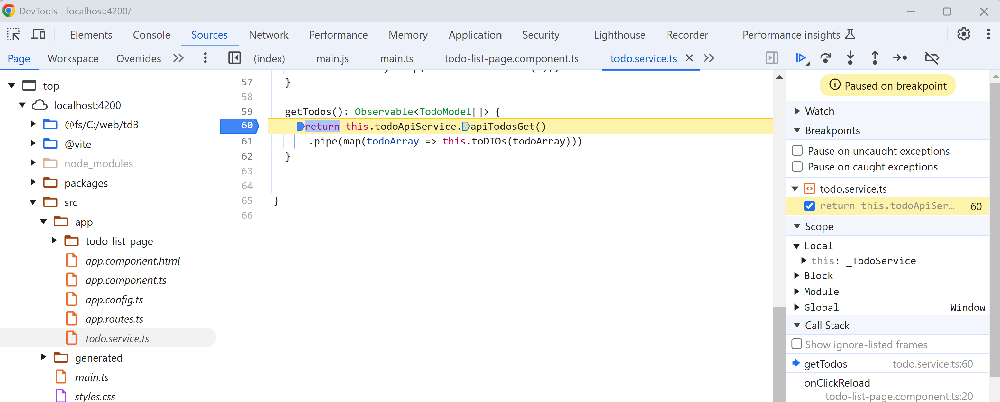 DevTools - localhost:4200/
Elements Console Sources Network Performance Memory Application Security Lighthouse Recorder Performance insights
Page Workspace Overrides
(index) main.js main.ts todo-list-page.component.ts todo.service.ts
top
localhost:4200
@fs/C:/web/td3
@vite
node_modules
packages
src
app
todo-list-page
app.component.html
app.component.ts
app.config.ts
app.routes.ts
todo.service.ts
generated
main.ts
styles.css
57 }
58
59 getTodos(): Observable<TodoModel[]> {
60 return this.todoApiService.apiTodosGet()
61 .pipe(map(todoArray => this.toDTOs(todoArray)))
62 }
63
64
65 }
66
Paused on breakpoint
Watch
Breakpoints
Pause on uncaught exceptions
Pause on caught exceptions
todo.service.ts
return this.todoApiSer… 60
Scope
Local
this: _TodoService
Block
Module
Global Window
Call Stack
Show ignore-listed frames
getTodos todo.service.ts:60
onClickReload
todo-list-page.component.ts:20